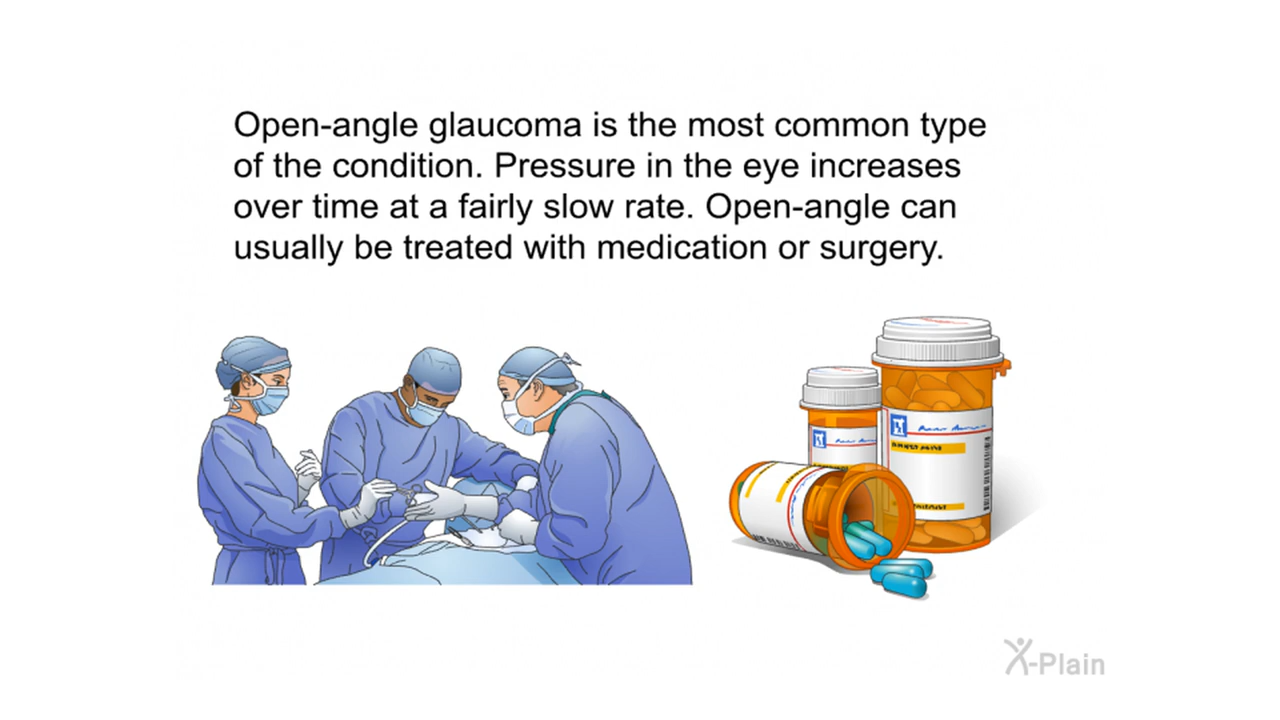 Open-angle glaucoma is the most common type
of the condition. Pressure in the eye increases
over time at a fairly slow rate. Open-angle can
usually be treated with medication or surgery.
X-Plain